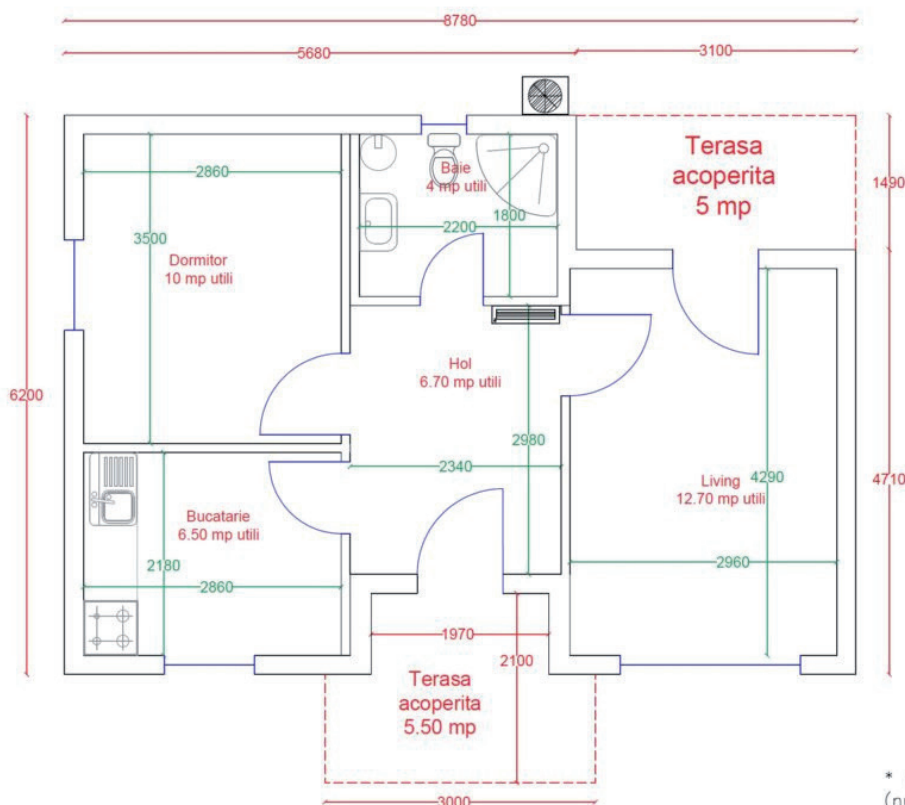 8780
5680
3100
Terasa
acoperita
5 mp
1490
2860
Baie
4 mp utili
1800
2200
3500
Dormitor
10 mp utili
Hol
6.70 mp utili
6200
2980
2340
4290
4710
Living
12.70 mp utili
Bucatarie
6.50 mp utili
2180
2860
2960
1970
2100
Terasa
acoperita
5.50 mp
3000
*